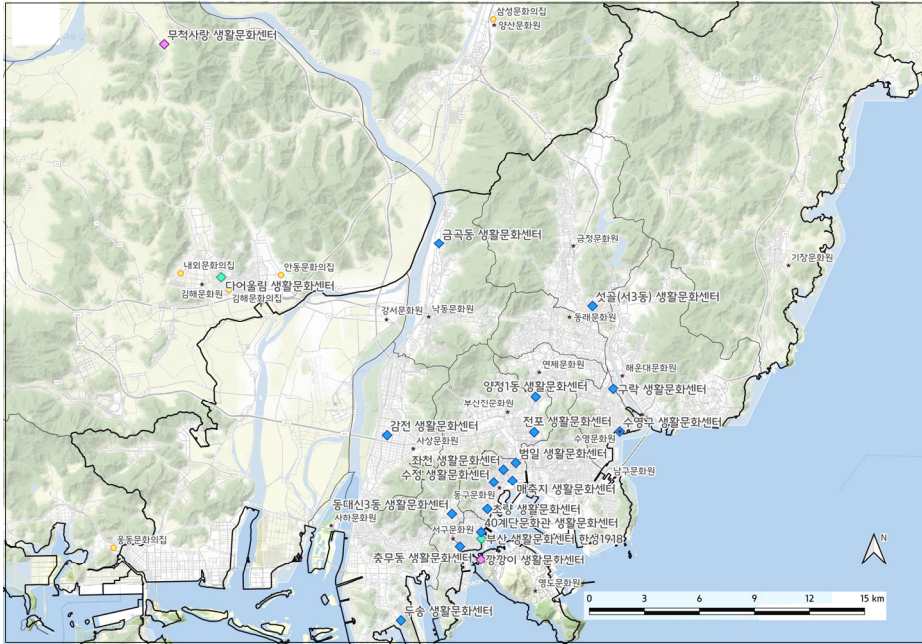 삼성문화의집
양산문화원
무척사랑 생활문화센터
금곡동 생활문화센터
금정문화원
기장문화원
내외문화의집
안동문화의집
다어울림 생활문화센터
김해문화원
김해문화의집
섯골(서3동) 생활문화센터
강서문화원
낙동문화원
동래문화원
연제문화원
해운대문화원
양정1동 생활문화센터
구락 생활문화센터
부산진문화원
감전 생활문화센터
전포 생활문화센터
수영구 생활문화센터
수영문화원
사상문화원
범일 생활문화센터
좌천 생활문화센터
수정 생활문화센터
남구문화원
동구문화원
매축지 생활문화센터
동대신3동 생활문화센터
초량 생활문화센터
사하문화원
40계단문화관 생활문화센터
서구문화원
부산 생활문화센터 한성1918
웅동문화의집
충무동 생활문화센터
깡깡이 생활문화센터
영도문화원
두송 생활문화센터
N
0 3 6 9 12 15 km